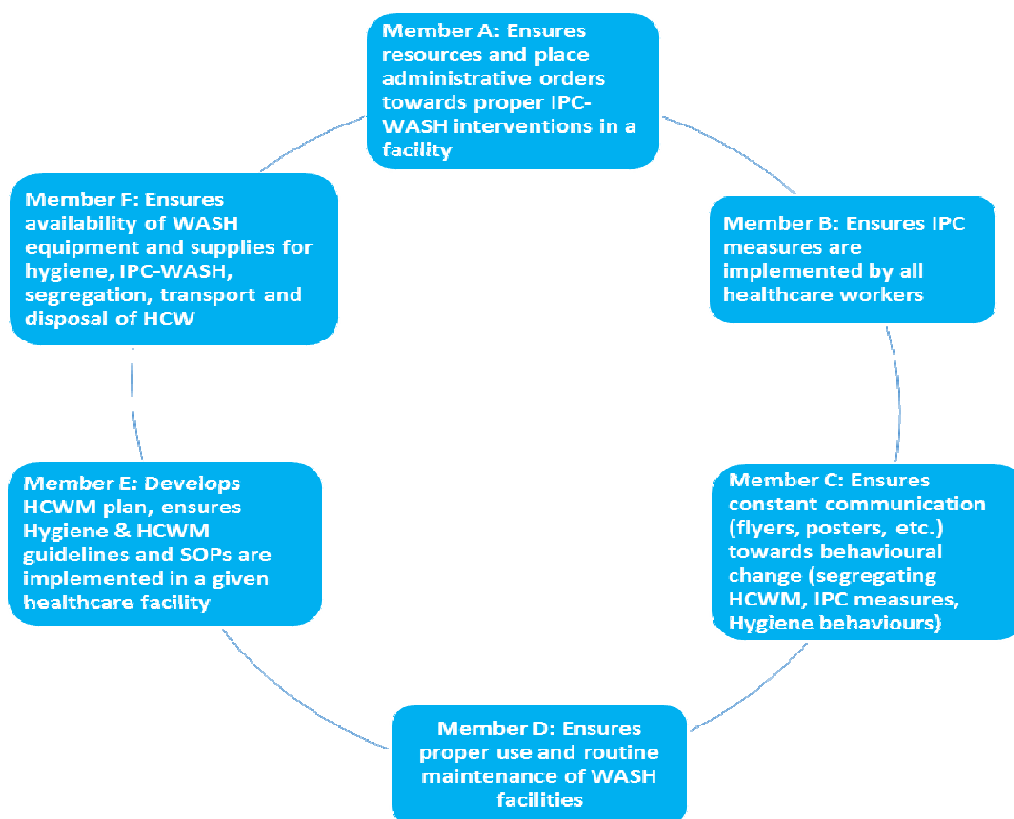 Member A: Ensures
resources and place
administrative orders
towards proper IPC-
WASH interventions in a
facility
Member B: Ensures IPC
measures are
implemented by all
healthcare workers
Member C: Ensures
constant communication
(flyers, posters, etc.)
towards behavioural
change (segregating
HCWM, IPC measures,
Hygiene behaviours)
Member D: Ensures
proper use and routine
maintenance of WASH
facilities
Member E: Develops
HCWM plan, ensures
Hygiene & HCWM
guidelines and SOPs are
implemented in a given
healthcare facility
Member F: Ensures
availability of WASH
equipment and supplies for
hygiene, IPC-WASH,
segregation, transport and
disposal of HCW